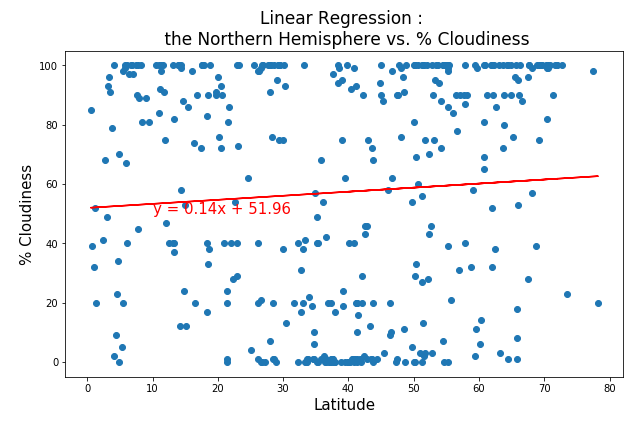 Linear Regression :
the Northern Hemisphere vs. % Cloudiness
100
80
60
40
20
0
% Cloudiness
y = 0.14x + 51.96
0 10 20 30 40 50 60 70 80
Latitude